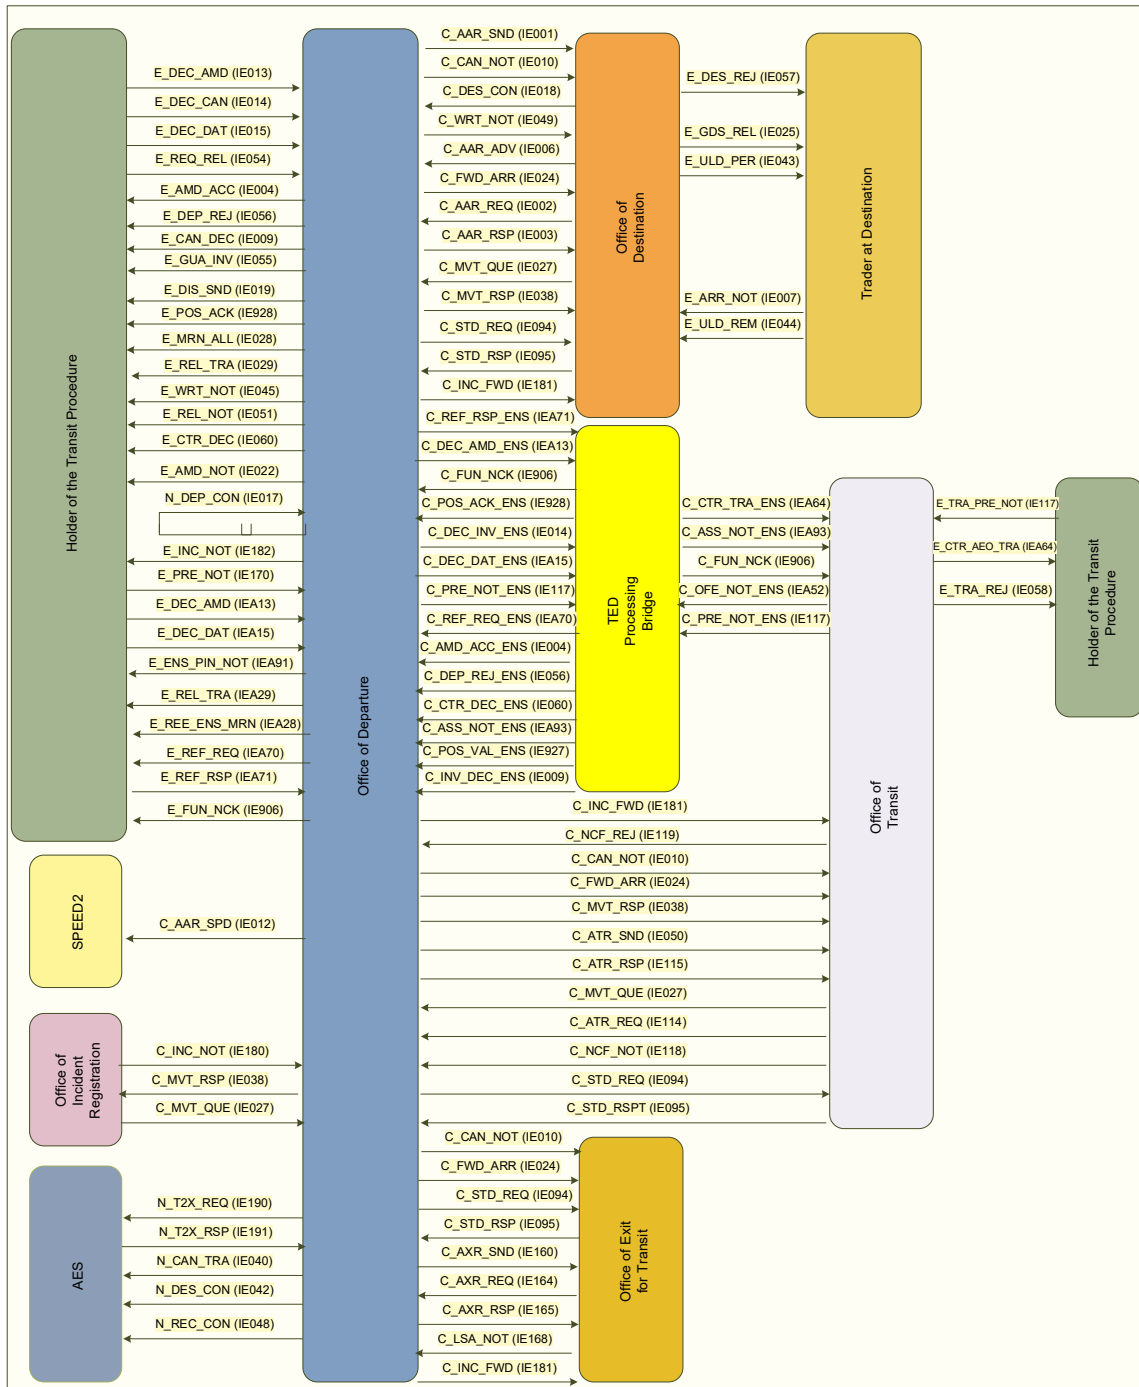 Holder of the Transit Procedure
E_DEC_AMD (IE013)
E_DEC_CAN (IE014)
E_DEC_DAT (IE015)
E_REQ_REL (IE054)
E_AMD_ACC (IE004)
E_DEP_REJ (IE056)
E_CAN_DEC (IE009)
E_GUA_INV (IE055)
E_DIS_SND (IE019)
E_POS_ACK (IE928)
E_MRN_ALL (IE028)
E_REL_TRA (IE029)
E_WRT_NOT (IE045)
E_REL_NOT (IE051)
E_CTR_DEC (IE060)
E_AMD_NOT (IE022)
N_DEP_CON (IE017)
E_INC_NOT (IE182)
E_PRE_NOT (IE170)
E_DEC_AMD (IEA13)
E_DEC_DAT (IEA15)
E_ENS_PIN_NOT (IEA91)
E_REL_TRA (IEA29)
E_REE_ENS_MRN (IEA28)
E_REF_REQ (IEA70)
E_REF_RSP (IEA71)
E_FUN_NCK (IE906)
SPEED2
C_AAR_SPD (IE012)
Office of
Incident
Registration
C_INC_NOT (IE180)
C_MVT_RSP (IE038)
C_MVT_QUE (IE027)
AES
N_T2X_REQ (IE190)
N_T2X_RSP (IE191)
N_CAN_TRA (IE040)
N_DES_CON (IE042)
N_REC_CON (IE048)
Office of Departure
C_AAR_SND (IE001)
C_CAN_NOT (IE010)
C_DES_CON (IE018)
C_WRT_NOT (IE049)
C_AAR_ADV (IE006)
C_FWD_ARR (IE024)
C_AAR_REQ (IE002)
C_AAR_RSP (IE003)
C_MVT_QUE (IE027)
C_MVT_RSP (IE038)
C_STD_REQ (IE094)
C_STD_RSP (IE095)
C_INC_FWD (IE181)
C_REF_RSP_ENS (IEA71)
C_DEC_AMD_ENS (IEA13)
C_FUN_NCK (IE906)
C_POS_ACK_ENS (IE928)
C_DEC_INV_ENS (IE014)
C_DEC_DAT_ENS (IEA15)
C_PRE_NOT_ENS (IE117)
C_REF_REQ_ENS (IEA70)
C_AMD_ACC_ENS (IE004)
C_DEP_REJ_ENS (IE056)
C_CTR_DEC_ENS (IE060)
C_ASS_NOT_ENS (IEA93)
C_POS_VAL_ENS (IE927)
C_INV_DEC_ENS (IE009)
C_INC_FWD (IE181)
C_NCF_REJ (IE119)
C_CAN_NOT (IE010)
C_FWD_ARR (IE024)
C_MVT_RSP (IE038)
C_ATR_SND (IE050)
C_ATR_RSP (IE115)
C_MVT_QUE (IE027)
C_ATR_REQ (IE114)
C_NCF_NOT (IE118)
C_STD_REQ (IE094)
C_STD_RSPT (IE095)
C_CAN_NOT (IE010)
C_FWD_ARR (IE024)
C_STD_REQ (IE094)
C_STD_RSP (IE095)
C_AXR_SND (IE160)
C_AXR_REQ (IE164)
C_AXR_RSP (IE165)
C_LSA_NOT (IE168)
C_INC_FWD (IE181)
Office of
Destination
TED
Processing
Bridge
Office of Exit
for Transit
E_DES_REJ (IE057)
E_GDS_REL (IE025)
E_ULD_PER (IE043)
E_ARR_NOT (IE007)
E_ULD_REM (IE044)
Trader at Destination
C_CTR_TRA_ENS (IEA64)
C_ASS_NOT_ENS (IEA93)
C_FUN_NCK (IE906)
C_OFE_NOT_ENS (IEA52)
C_PRE_NOT_ENS (IE117)
Office of
Transit
E_TRA_PRE_NOT (IE117)
E_CTR_AEO_TRA (IEA64)
E_TRA_REJ (IE058)
Holder of the Transit
Procedure